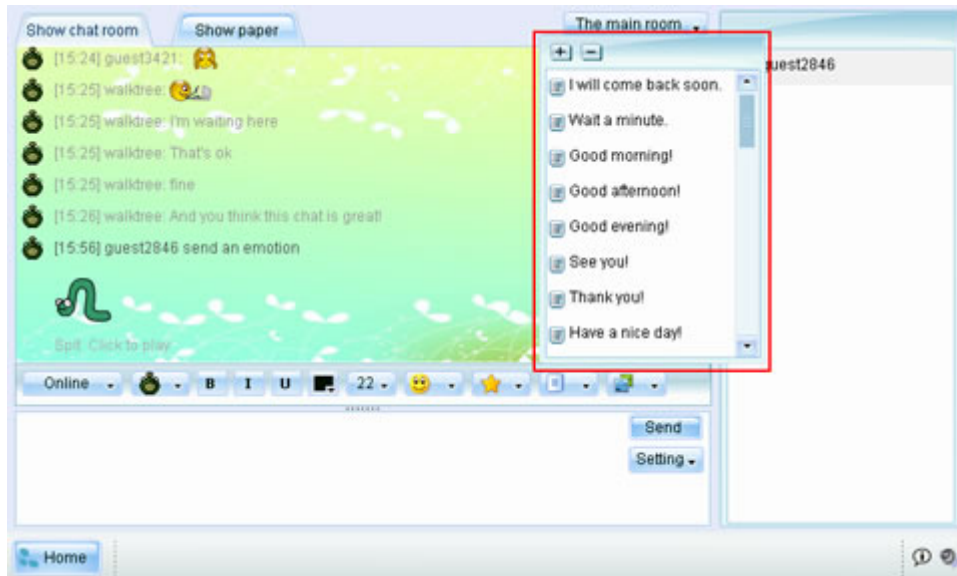 Show chat room
Show paper
The main room
[15:24] guest3421:
[15:25] walktree:
[15:25] walktree: I'm waiting here
[15:25] walktree: That's ok
[15:25] walktree: fine
[15:26] walktree: And you think this chat is great!
[15:56] guest2846 send an emotion
Spit. Click to play
I will come back soon.
Wait a minute.
Good morning!
Good afternoon!
Good evening!
See you!
Thank you!
Have a nice day!
guest2846
Online
B I U
22
Send
Setting
Home